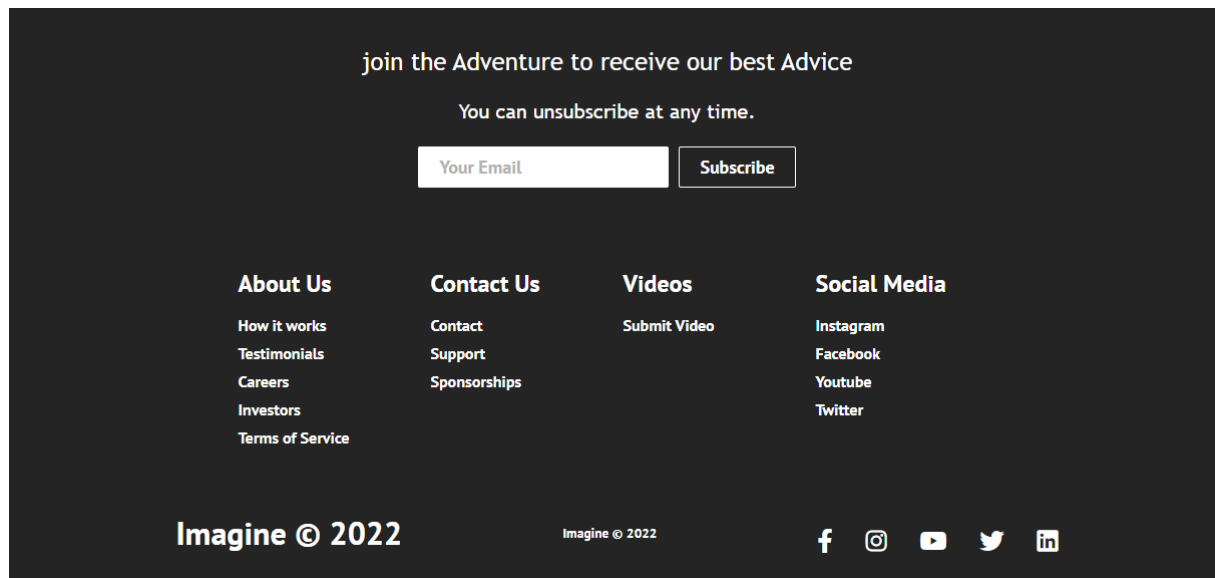 join the Adventure to receive our best Advice
You can unsubscribe at any time.
Your Email
Subscribe
About Us
How it works
Testimonials
Careers
Investors
Terms of Service
Contact Us
Contact
Support
Sponsorships
Videos
Submit Video
Social Media
Instagram
Facebook
Youtube
Twitter
Imagine © 2022
Imagine © 2022